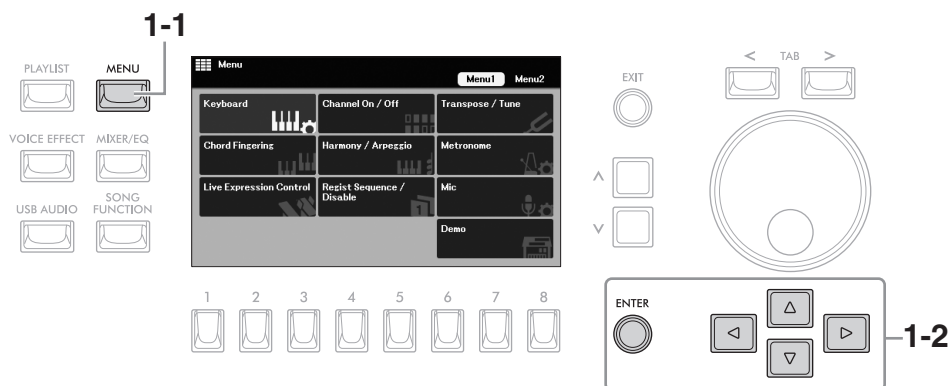 1-1
PLAYLIST
MENU
VOICE EFFECT
MIXER/EQ
USB AUDIO
SONG
FUNCTION
Menu
Menu1
Menu2
Keyboard
Channel On / Off
Transpose / Tune
Chord Fingering
Harmony / Arpeggio
Metronome
Live Expression Control
Regist Sequence /
Disable
Mic
Demo
1 2 3 4 5 6 7 8
EXIT
< TAB >
ENTER
1-2